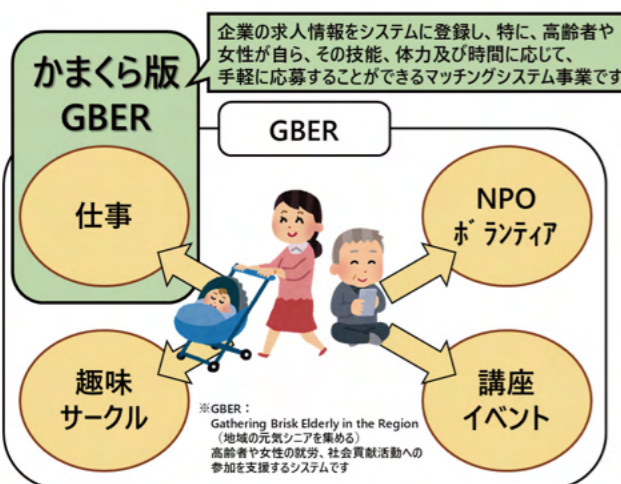 企業の求人情報をシステムに登録し、特に、高齢者や
女性が自ら、その技能、体力及び時間に応じて、
手軽に応募することができるマッチングシステム事業です
かまくら版
GBER
GBER
仕事
NPO
ボランティア
趣味
サークル
講座
イベント
※GBER：
Gathering Brisk Elderly in the Region
（地域の元気シニアを集める）
高齢者や女性の就労、社会貢献活動への
参加を支援するシステムです